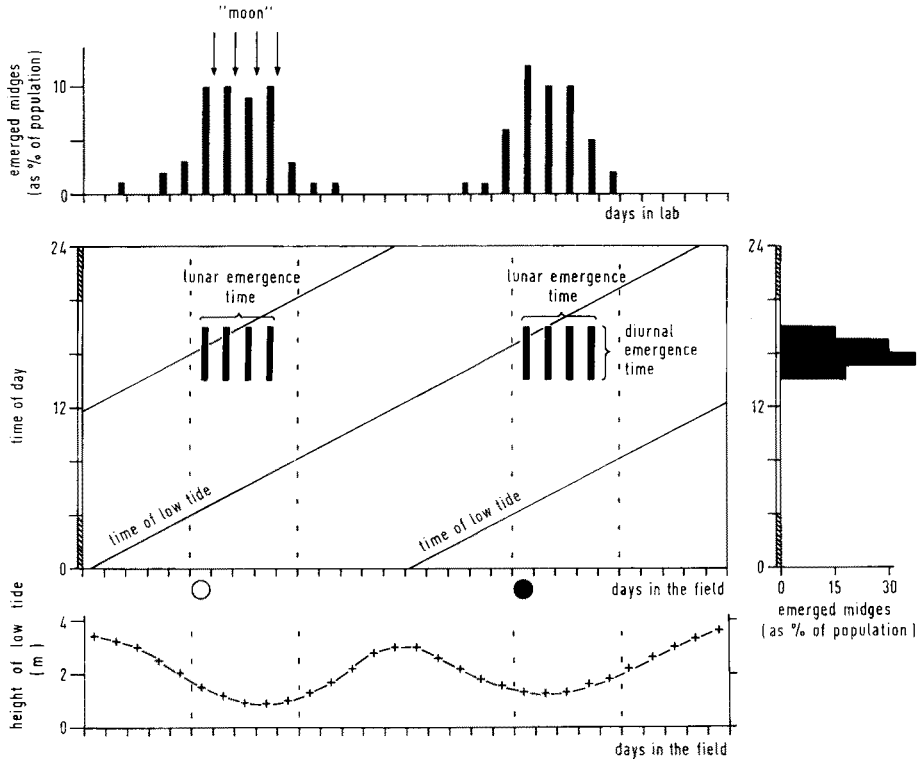 "moon"
emerged midges
(as % of population)
10
0
days in lab
24
12
0
time of day
lunar emergence
time
lunar emergence
time
diurnal
emergence
time
time of low tide
time of low tide
days in the field
24
12
0
0 15 30
emerged midges
(as % of population)
height of low tide
(m)
4
2
0
days in the field